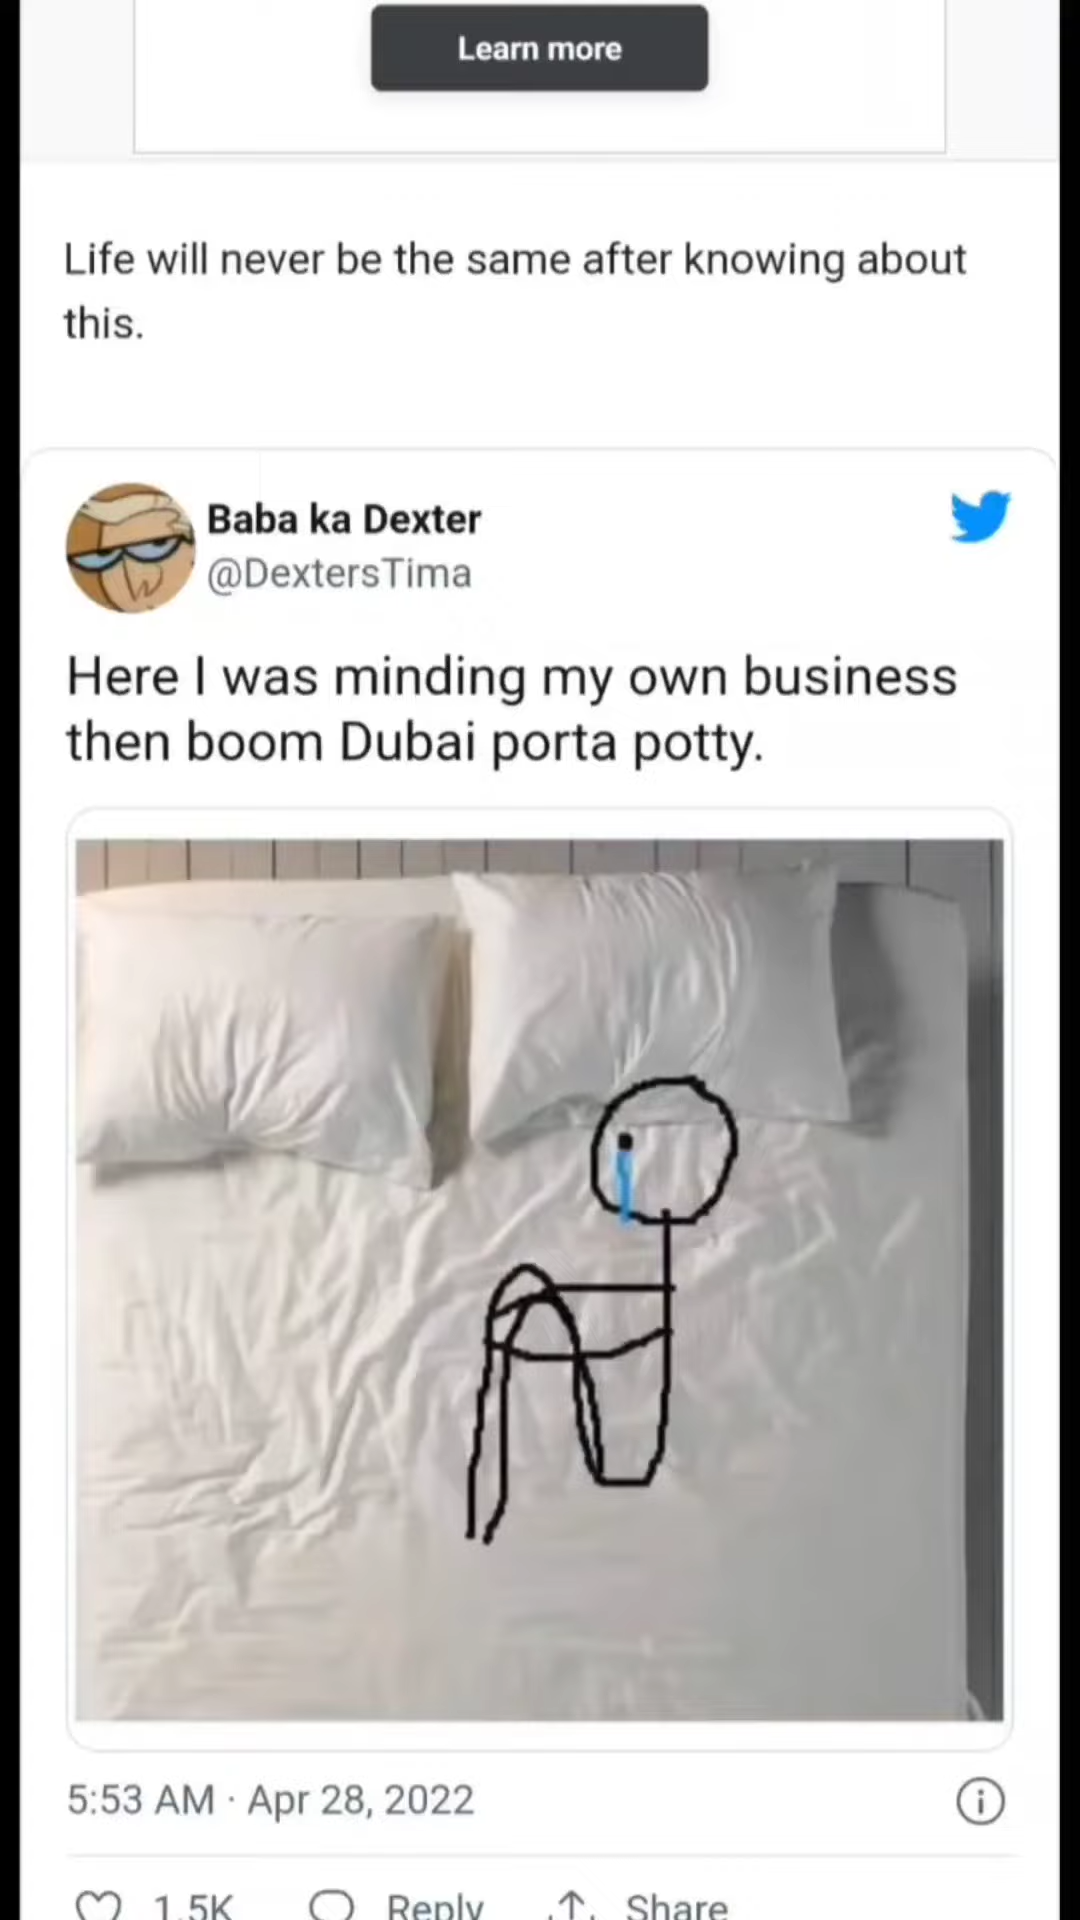 Learn more
Life will never be the same after knowing about
this.
Baba ka Dexter
@DextersTima
Here I was minding my own business
then boom Dubai porta potty.
5:53 AM · Apr 28, 2022
1.5K Reply Share